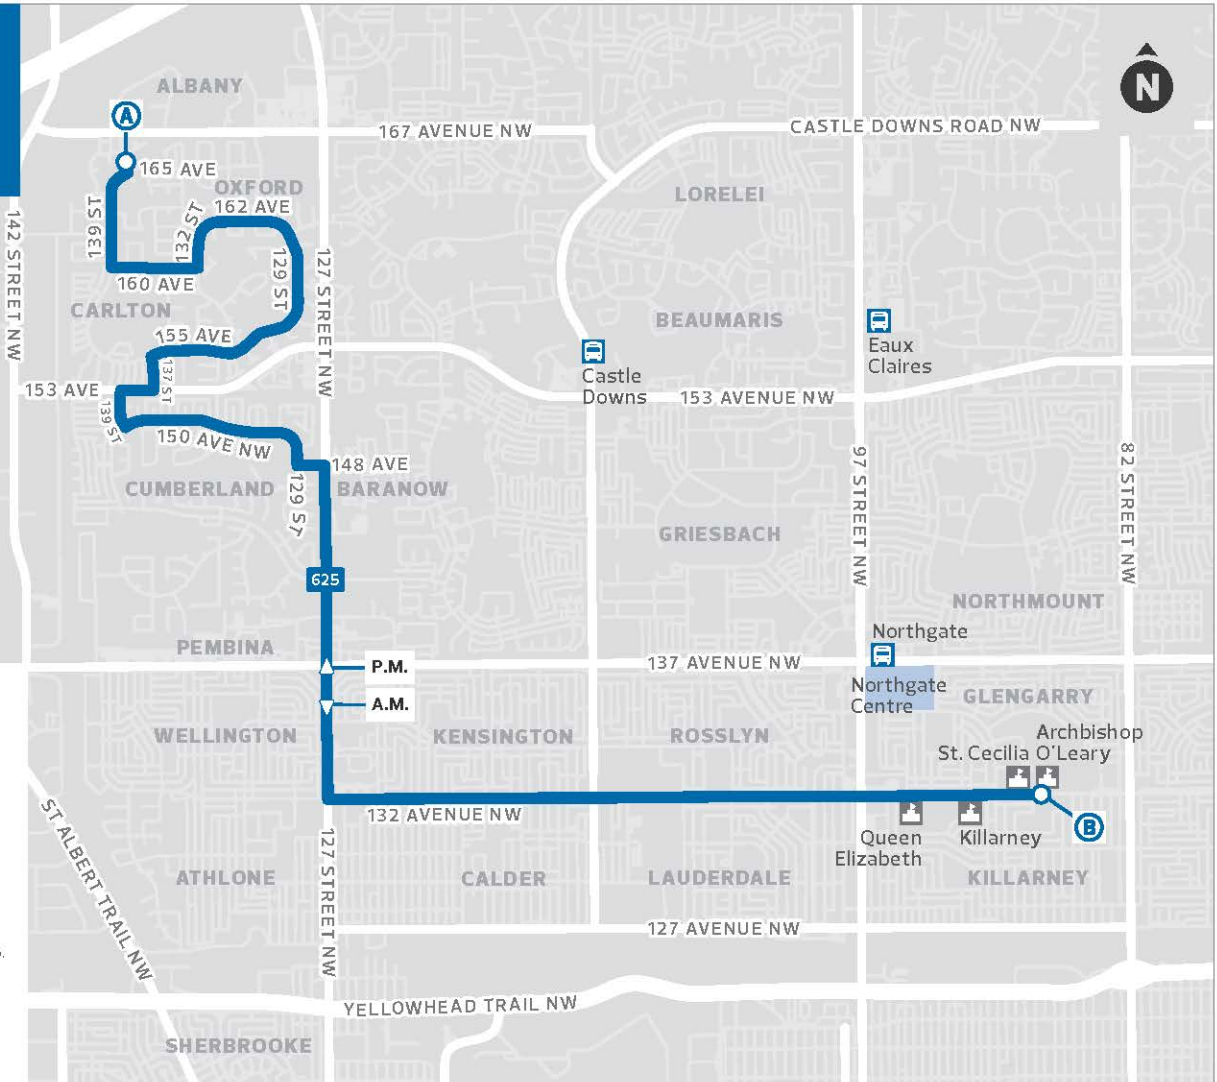 ALBANY
N
A
167 AVENUE NW
CASTLE DOWNS ROAD NW
165 AVE
OXFORD
LORELEI
139 ST
132 ST
162 AVE
142 STREET NW
129 ST
127 STREET NW
160 AVE
CARLTON
BEAUMARIS
155 AVE
Eaux
Claires
137 ST
153 AVE
Castle
Downs
153 AVENUE NW
139 ST
150 AVE NW
148 AVE
97 STREET NW
82 STREET NW
CUMBERLAND
129 ST
BARANOW
GRIESBACH
625
NORTHMOUNT
Northgate
PEMBINA
P.M.
137 AVENUE NW
Northgate
Centre
A.M.
GLENGARRY
WELLINGTON
KENSINGTON
ROSSLYN
Archbishop
St. Cecilia O'Leary
132 AVENUE NW
B
Queen
Elizabeth
Killarney
ST ALBERT TRAIL NW
127 STREET NW
ATHLONE
CALDER
LAUDERDALE
KILLARNEY
127 AVENUE NW
YELLOWHEAD TRAIL NW
SHERBROOKE